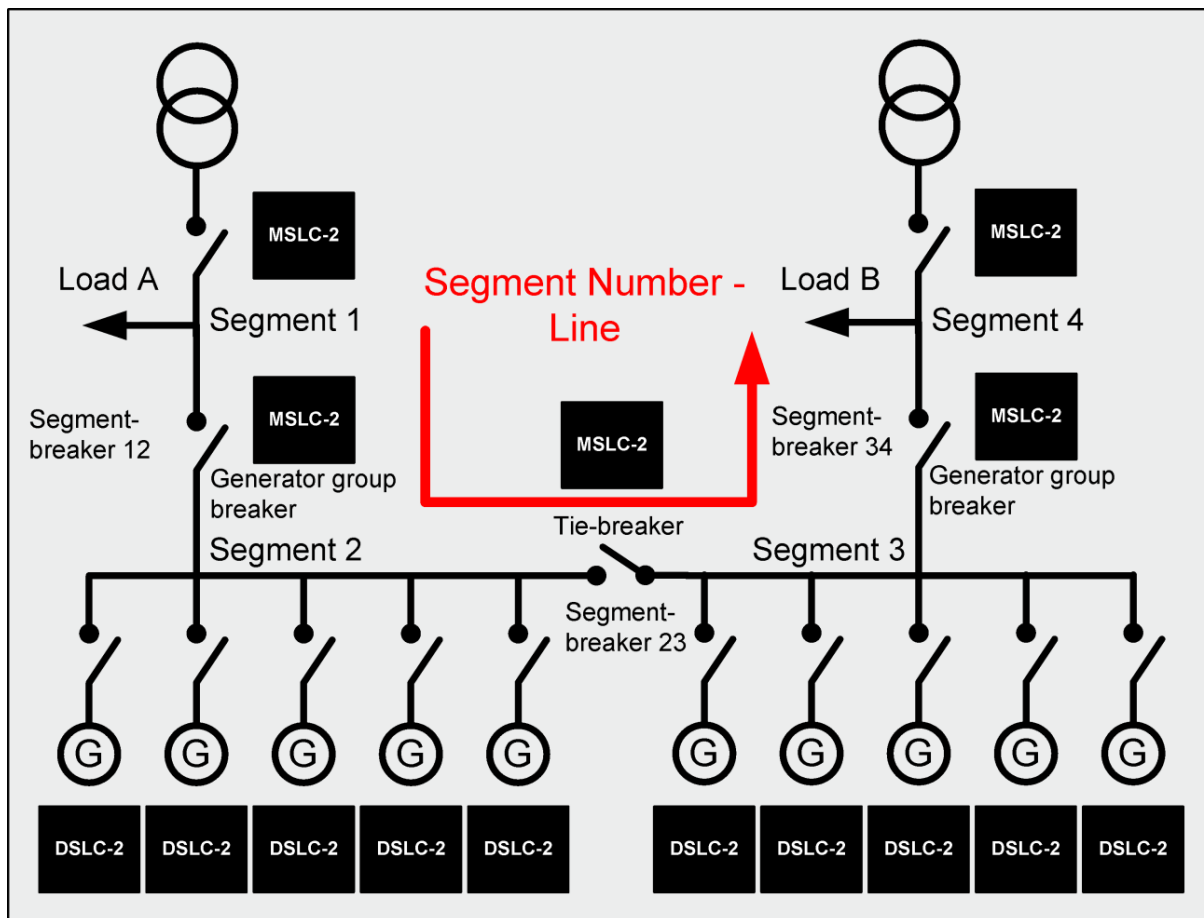 MSLC-2
MSLC-2
Load A
Segment Number -
Line
Load B
Segment 1
Segment 4
Segment-
breaker 12
MSLC-2
Generator group
breaker
MSLC-2
Segment-
breaker 34
MSLC-2
Generator group
breaker
Tie-breaker
Segment 2
Segment 3
Segment-
breaker 23
G G G G G G G G G G
DSLC-2 DSLC-2 DSLC-2 DSLC-2 DSLC-2 DSLC-2 DSLC-2 DSLC-2 DSLC-2 DSLC-2